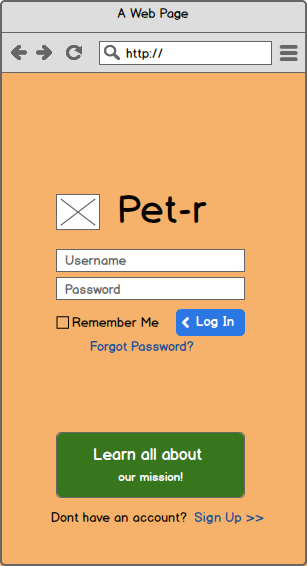 A Web Page
http://
Pet-r
Username
Password
Remember Me
Log In
Forgot Password?
Learn all about
our mission!
Dont have an account? Sign Up >>